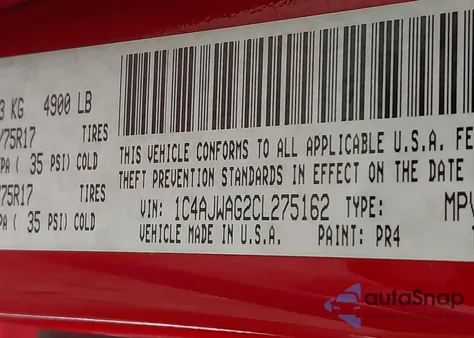 3 KG 4900 LB
/75R17 TIRES
PA ( 35 PSI) COLD
/75R17 TIRES
PA ( 35 PSI) COLD
THIS VEHICLE CONFORMS TO ALL APPLICABLE U.S.A. FE
THEFT PREVENTION STANDARDS IN EFFECT ON THE DATE
VIN: 1C4AJWAG2CL275162 TYPE: MPV
VEHICLE MADE IN U.S.A. PAINT: PR4
autaSnap